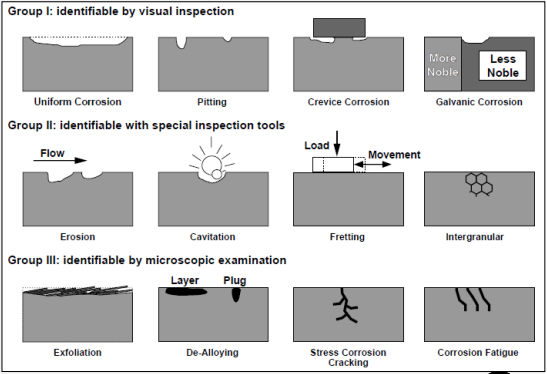 Group I: identifiable by visual inspection
More
Noble
Less
Noble
Uniform Corrosion
Pitting
Crevice Corrosion
Galvanic Corrosion
Group II: identifiable with special inspection tools
Flow
Load
Movement
Erosion
Cavitation
Fretting
Intergranular
Group III: identifiable by microscopic examination
Layer
Plug
Exfoliation
De-Alloying
Stress Corrosion
Cracking
Corrosion Fatigue